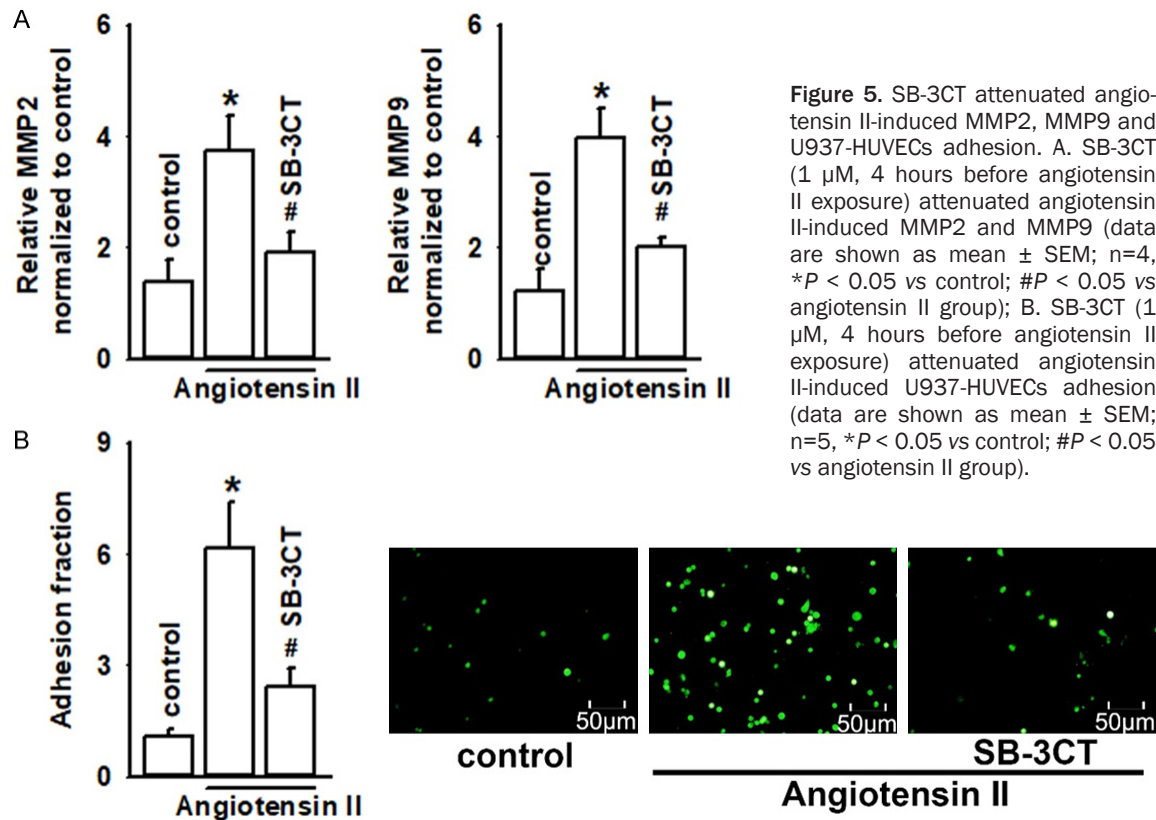 A
Relative MMP2
normalized to control
6
4
2
0
control
*
# SB-3CT
Angiotensin II
Relative MMP9
normalized to control
6
4
2
0
control
*
# SB-3CT
Angiotensin II
Figure 5. SB-3CT attenuated angio-
tensin II-induced MMP2, MMP9 and
U937-HUVECs adhesion. A. SB-3CT
(1 µM, 4 hours before angiotensin
II exposure) attenuated angiotensin
II-induced MMP2 and MMP9 (data
are shown as mean ± SEM; n=4,
*P < 0.05 vs control; #P < 0.05 vs
angiotensin II group); B. SB-3CT (1
µM, 4 hours before angiotensin II
exposure) attenuated angiotensin
II-induced U937-HUVECs adhesion
(data are shown as mean ± SEM;
n=5, *P < 0.05 vs control; #P < 0.05
vs angiotensin II group).
B
Adhesion fraction
9
6
3
0
control
*
# SB-3CT
Angiotensin II
50µm
50µm
50µm
control
SB-3CT
Angiotensin II